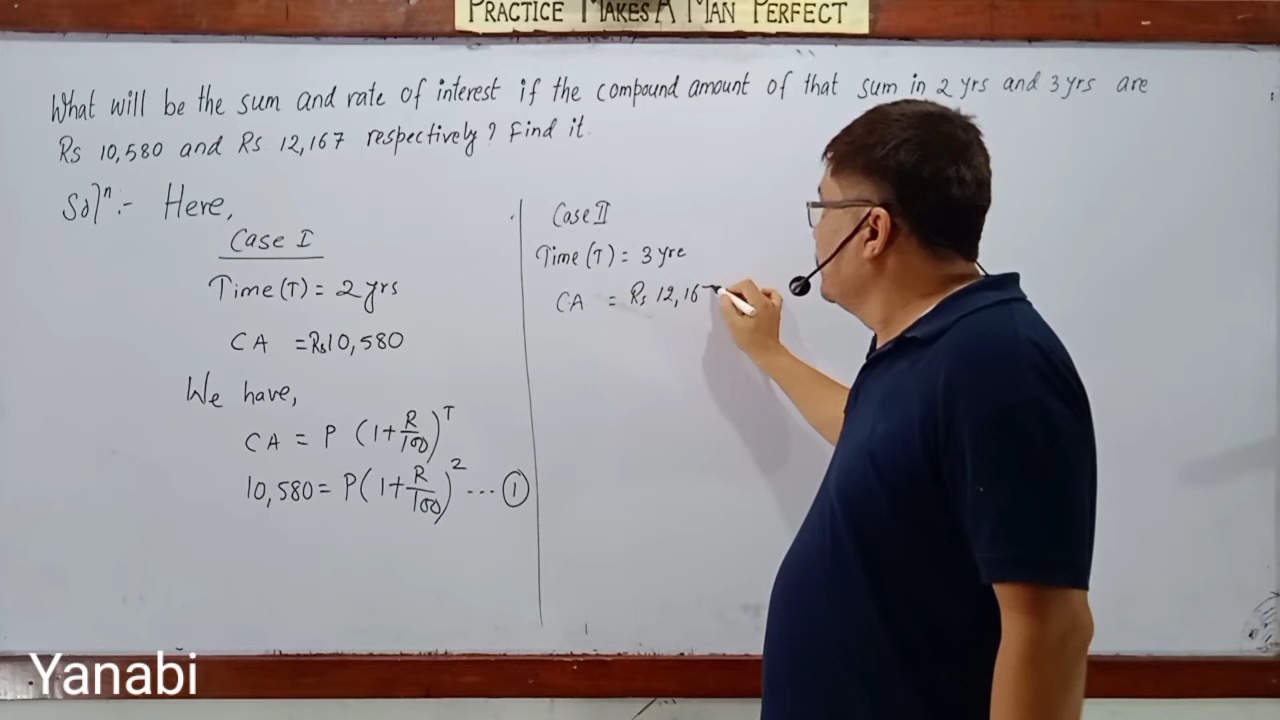 PRACTICE MAKES A MAN PERFECT
What will be the sum and rate of interest if the compound amount of that sum in 2 yrs and 3 yrs are
Rs 10,580 and Rs 12,167 respectively? Find it.
Solⁿ:- Here,
Case I
Time (T) = 2 yrs
CA = Rs 10,580
We have,
CA = P (1+R/100)^T
10,580 = P(1+R/100)^2 ... ①
Case II
Time (T) = 3 yrs
CA = Rs 12,167
Yanabi